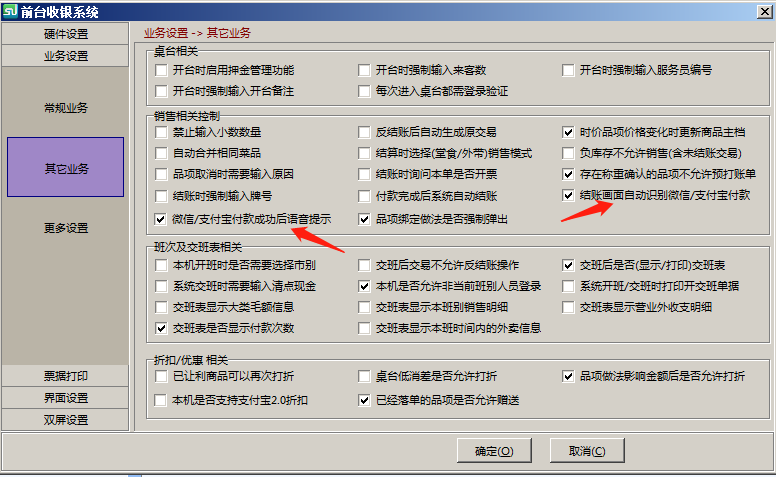 前台收银系统
硬件设置
业务设置
常规业务
其它业务
更多设置
票据打印
界面设置
双屏设置
业务设置 -> 其它业务
桌台相关
开台时启用押金管理功能 开台时强制输入来客数 开台时强制输入服务员编号
开台时强制输入开台备注 每次进入桌台都需登录验证
销售相关控制
禁止输入小数数量 反结账后自动生成原交易 时价品项价格变化时更新商品主档
自动合并相同菜品 结算时选择(堂食/外带)销售模式 负库存不允许销售(含未结账交易)
品项取消时需要输入原因 结账时询问本单是否开票 存在称重确认的品项不允许预打账单
结账时强制输入牌号 付款完成后系统自动结账 结账画面自动识别微信/支付宝付款
微信/支付宝付款成功后语音提示 品项绑定做法是否强制弹出
班次及交班表相关
本机开班时是否需要选择市别 交班后交易不允许反结账操作 交班后是否(显示/打印)交班表
系统交班时需要输入清点现金 本机是否允许非当前班别人员登录 系统开班/交班时打印开交班单据
交班表显示大类毛额信息 交班表显示本班别销售明细 交班表显示营业外收支明细
交班表是否显示付款次数 交班表显示本班时间内的外卖信息
折扣/优惠 相关
已让利商品可以再次打折 桌台低消差是否允许打折 品项做法影响金额后是否允许打折
本机是否支持支付宝2.0折扣 已经落单的品项是否允许赠送
确定(O) 取消(C)